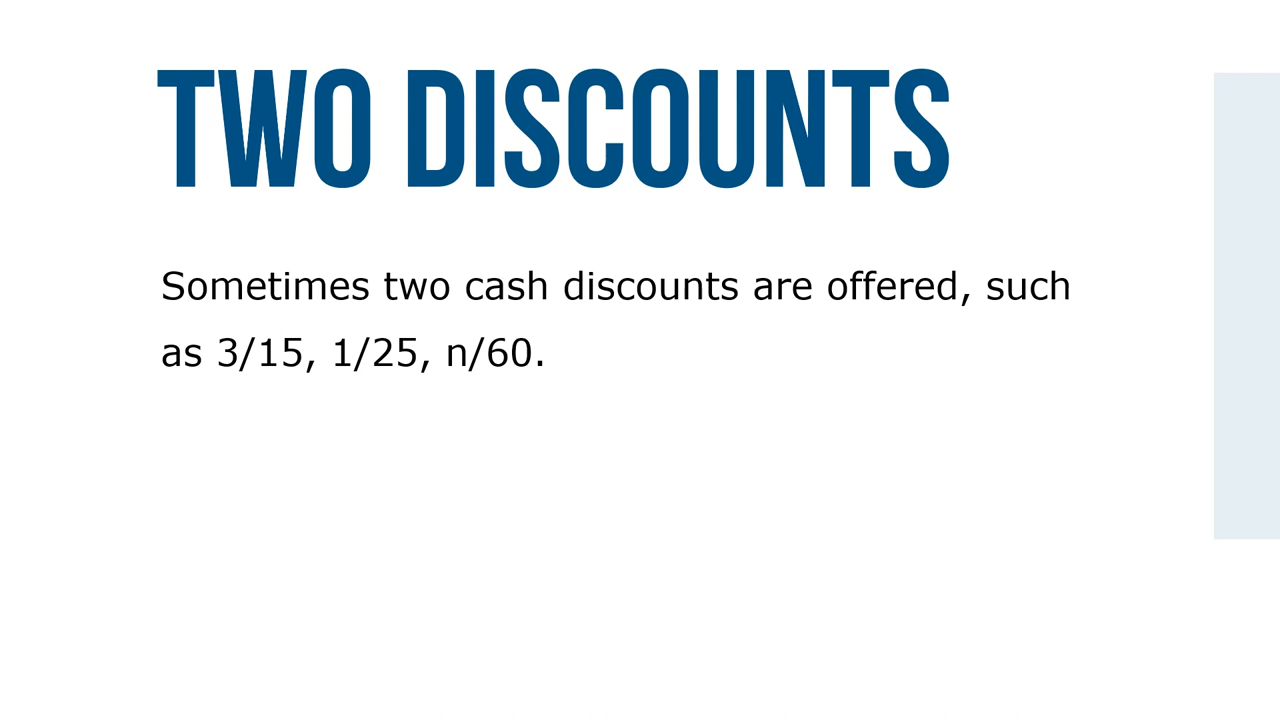 TWO DISCOUNTS
Sometimes two cash discounts are offered, such
as 3/15, 1/25, n/60.